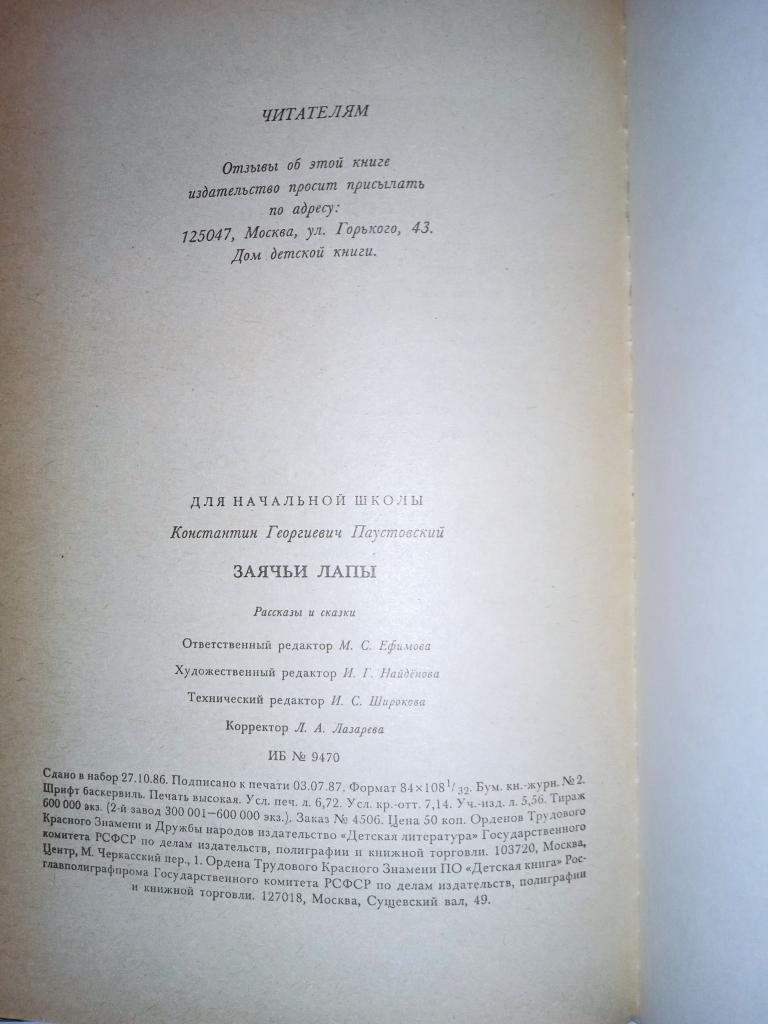 ЧИТАТЕЛЯМ
Отзывы об этой книге
издательство просит присылать
по адресу:
125047, Москва, ул. Горького, 43.
Дом детской книги.
ДЛЯ НАЧАЛЬНОЙ ШКОЛЫ
Константин Георгиевич Паустовский
ЗАЯЧЬИ ЛАПЫ
Рассказы и сказки
Ответственный редактор М. С. Ефимова
Художественный редактор И. Г. Найдёнова
Технический редактор И. С. Широкова
Корректор Л. А. Лазарева
ИБ № 9470
Сдано в набор 27.10.86. Подписано к печати 03.07.87. Формат 84×108 1/32. Бум. кн.-журн. № 2.
Шрифт баскервиль. Печать высокая. Усл. печ. л. 6,72. Усл. кр.-отт. 7,14. Уч.-изд. л. 5,56. Тираж
600 000 экз. (2-й завод 300 001—600 000 экз.). Заказ № 4506. Цена 50 коп. Орденов Трудового
Красного Знамени и Дружбы народов издательство «Детская литература» Государственного
комитета РСФСР по делам издательств, полиграфии и книжной торговли. 103720, Москва,
Центр, М. Черкасский пер., 1. Ордена Трудового Красного Знамени ПО «Детская книга» Рос-
главполиграфпрома Государственного комитета РСФСР по делам издательств, полиграфии
и книжной торговли. 127018, Москва, Сущевский вал, 49.